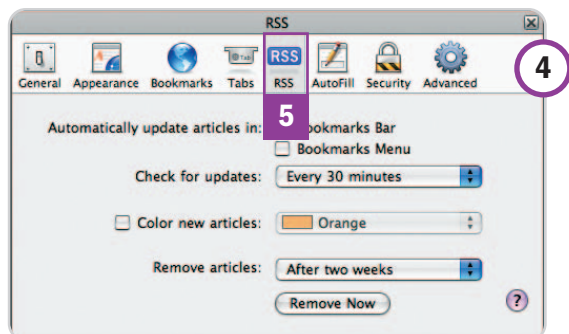 RSS
RSS
4
General Appearance Bookmarks Tabs RSS AutoFill Security Advanced
5
Automatically update articles in: Bar
Bookmarks Menu
Check for updates: Every 30 minutes
Color new articles: Orange
Remove articles: After two weeks
Remove Now
?